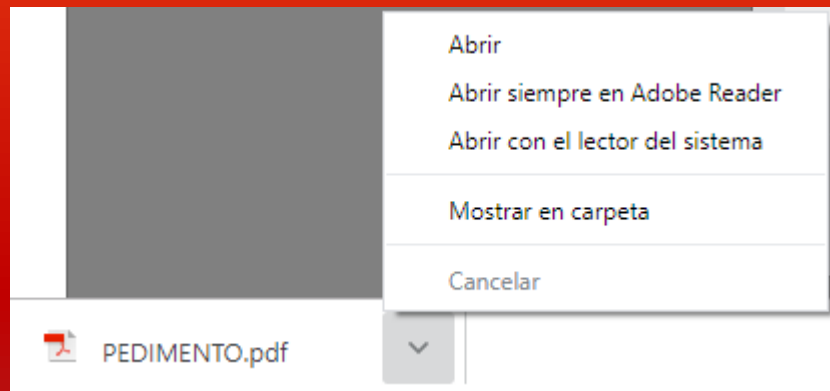 Abrir
Abrir siempre en Adobe Reader
Abrir con el lector del sistema
Mostrar en carpeta
Cancelar
PEDIMENTO.pdf